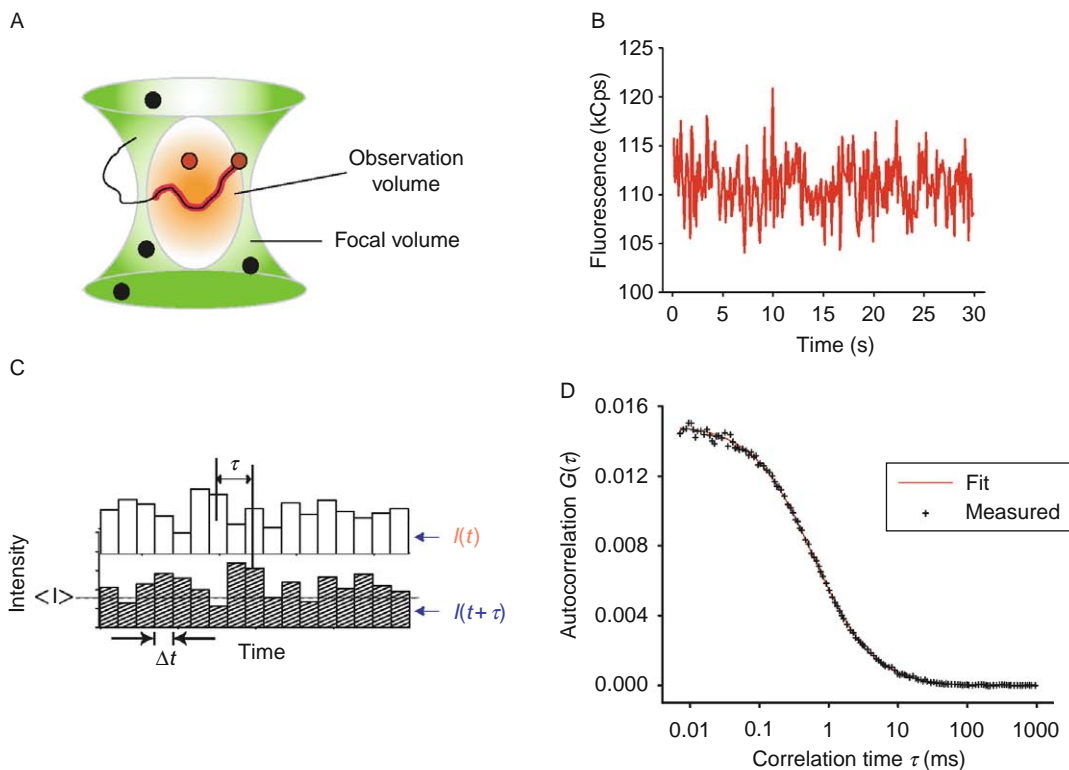 A
Observation
volume
Focal volume
B
Fluorescence (kCps)
125
120
115
110
105
100
0 5 10 15 20 25 30
Time (s)
C
τ
I(t)
Intensity
<I>
I(t+ τ)
Δt
Time
D
Autocorrelation G(τ)
0.016
0.012
0.008
0.004
0.000
Fit
Measured
0.01 0.1 1 10 100 1000
Correlation time τ (ms)